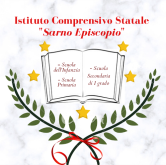 Istituto Comprensivo Statale
"Sarno Episcopio"
• Scuola
dell'Infanzia
• Scuola
Primaria
• Scuola
Secondaria
di I grado